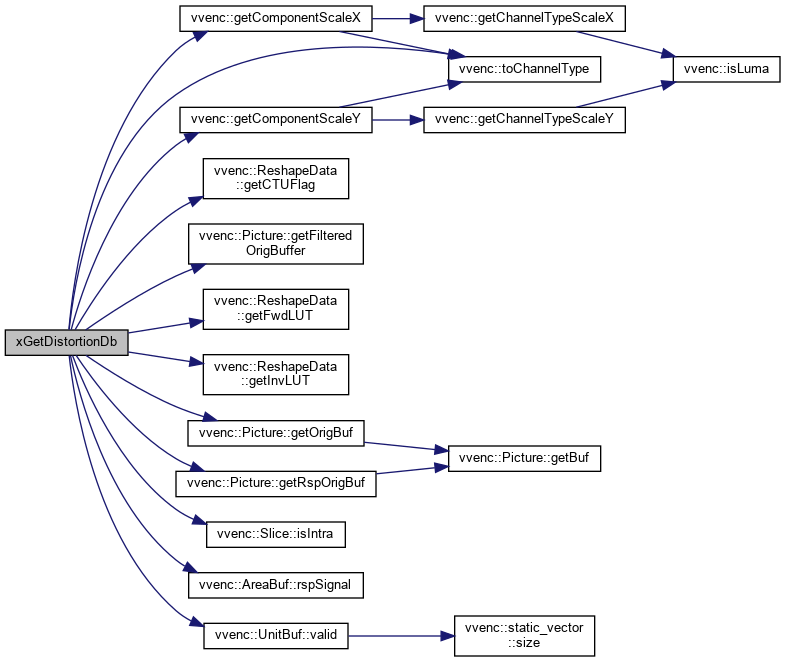 xGetDistortionDb
vvenc::getComponentScaleX
vvenc::getChannelTypeScaleX
vvenc::toChannelType
vvenc::isLuma
vvenc::getComponentScaleY
vvenc::getChannelTypeScaleY
vvenc::ReshapeData
::getCTUFlag
vvenc::Picture::getFiltered
OrigBuffer
vvenc::ReshapeData
::getFwdLUT
vvenc::ReshapeData
::getInvLUT
vvenc::Picture::getOrigBuf
vvenc::Picture::getBuf
vvenc::Picture::getRspOrigBuf
vvenc::Slice::isIntra
vvenc::AreaBuf::rspSignal
vvenc::UnitBuf::valid
vvenc::static_vector
::size